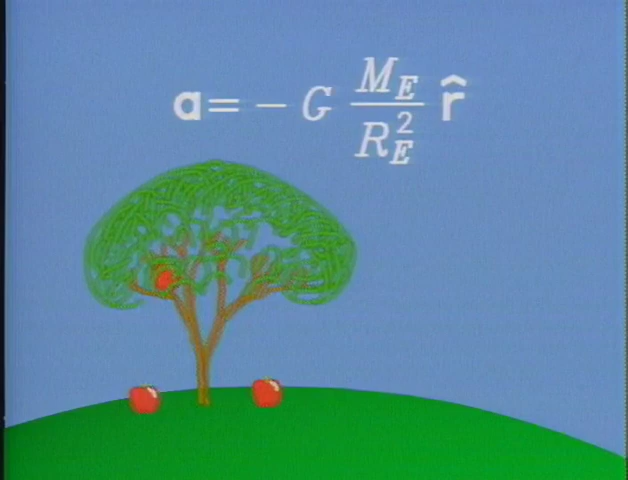 a = - G M_E / R_E^2 r̂